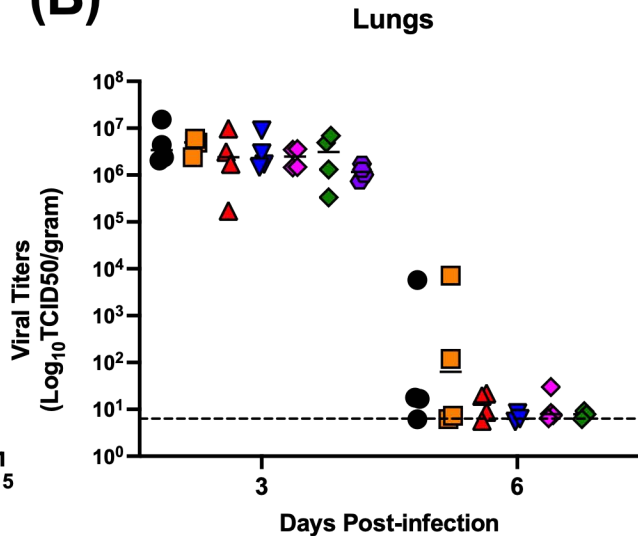 (B)
Lungs
10⁸
10⁷
10⁶
10⁵
10⁴
10³
10²
10¹
10⁰
Viral Titers
(Log₁₀TCID50/gram)
3
6
Days Post-infection
5